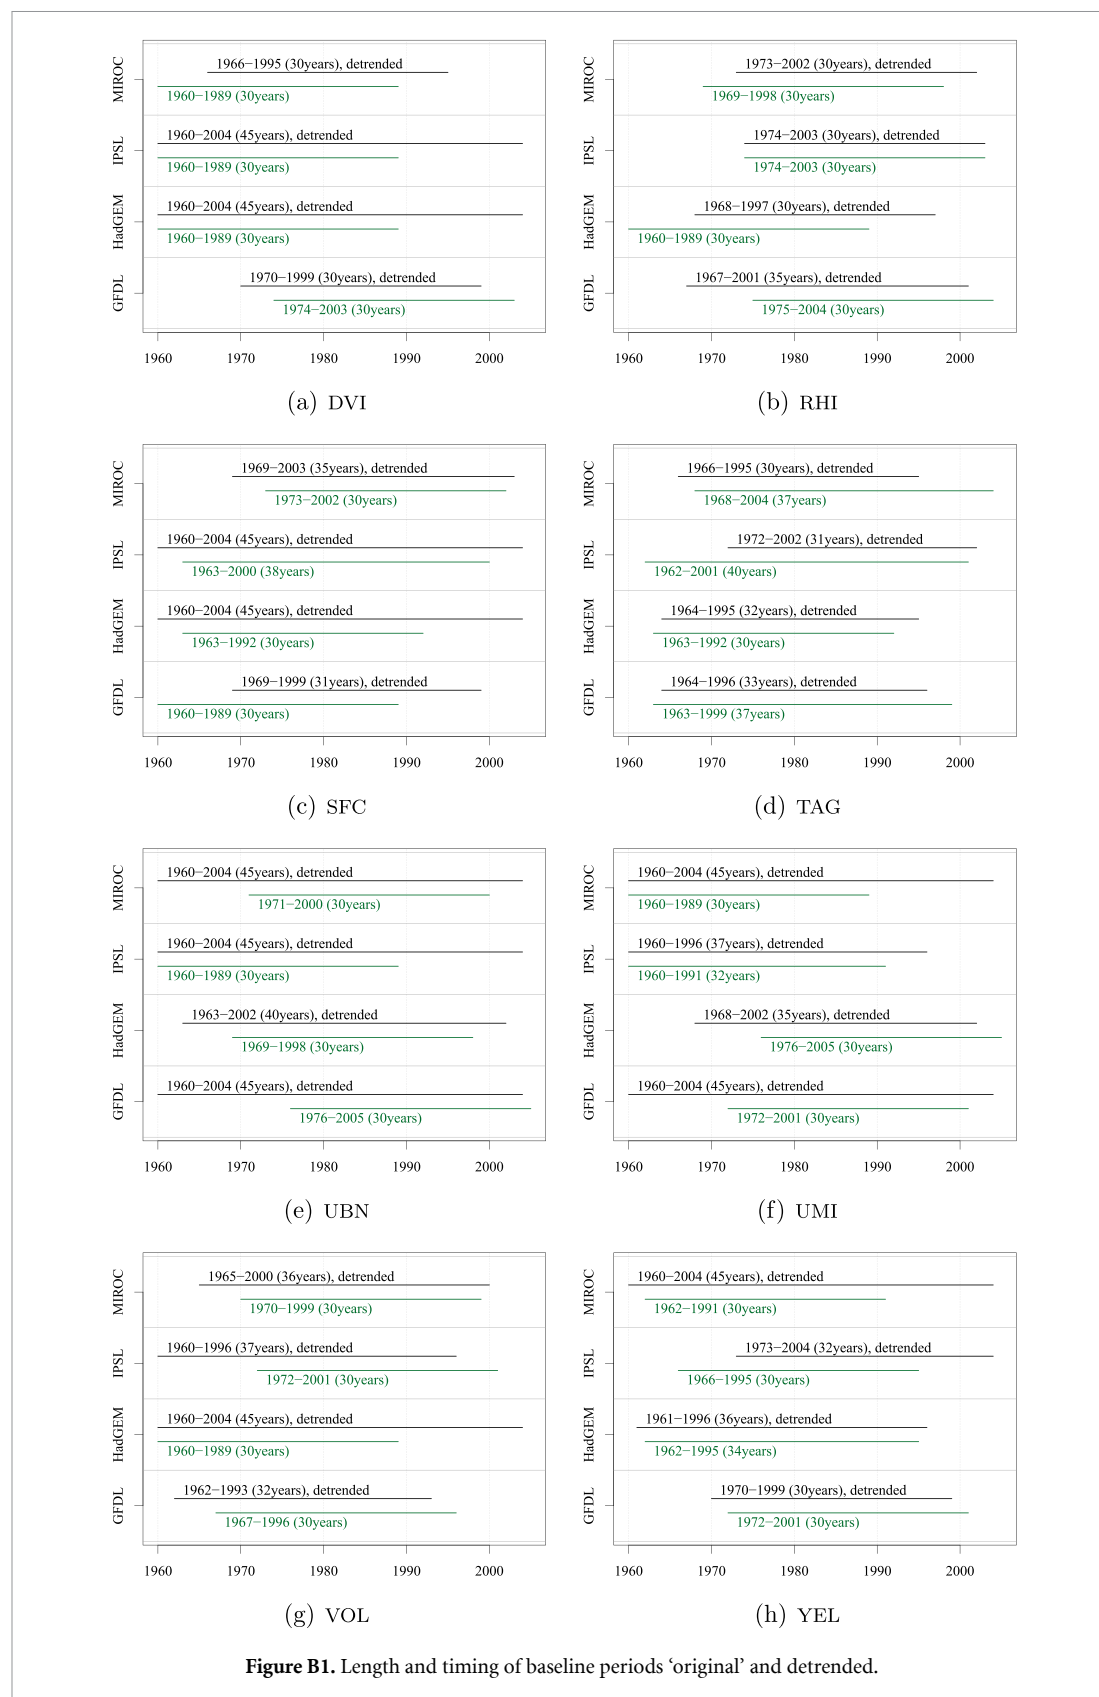 MIROC
1966−1995 (30years), detrended
1960−1989 (30years)
IPSL
1960−2004 (45years), detrended
1960−1989 (30years)
HadGEM
1960−2004 (45years), detrended
1960−1989 (30years)
GFDL
1970−1999 (30years), detrended
1974−2003 (30years)
1960 1970 1980 1990 2000
(a) DVI
MIROC
1973−2002 (30years), detrended
1969−1998 (30years)
IPSL
1974−2003 (30years), detrended
1974−2003 (30years)
HadGEM
1968−1997 (30years), detrended
1960−1989 (30years)
GFDL
1967−2001 (35years), detrended
1975−2004 (30years)
1960 1970 1980 1990 2000
(b) RHI
MIROC
1969−2003 (35years), detrended
1973−2002 (30years)
IPSL
1960−2004 (45years), detrended
1963−2000 (38years)
HadGEM
1960−2004 (45years), detrended
1963−1992 (30years)
GFDL
1969−1999 (31years), detrended
1960−1989 (30years)
1960 1970 1980 1990 2000
(c) SFC
MIROC
1966−1995 (30years), detrended
1968−2004 (37years)
IPSL
1972−2002 (31years), detrended
1962−2001 (40years)
HadGEM
1964−1995 (32years), detrended
1963−1992 (30years)
GFDL
1964−1996 (33years), detrended
1963−1999 (37years)
1960 1970 1980 1990 2000
(d) TAG
MIROC
1960−2004 (45years), detrended
1971−2000 (30years)
IPSL
1960−2004 (45years), detrended
1960−1989 (30years)
HadGEM
1963−2002 (40years), detrended
1969−1998 (30years)
GFDL
1960−2004 (45years), detrended
1976−2005 (30years)
1960 1970 1980 1990 2000
(e) UBN
MIROC
1960−2004 (45years), detrended
1960−1989 (30years)
IPSL
1960−1996 (37years), detrended
1960−1991 (32years)
HadGEM
1968−2002 (35years), detrended
1976−2005 (30years)
GFDL
1960−2004 (45years), detrended
1972−2001 (30years)
1960 1970 1980 1990 2000
(f) UMI
MIROC
1965−2000 (36years), detrended
1970−1999 (30years)
IPSL
1960−1996 (37years), detrended
1972−2001 (30years)
HadGEM
1960−2004 (45years), detrended
1960−1989 (30years)
GFDL
1962−1993 (32years), detrended
1967−1996 (30years)
1960 1970 1980 1990 2000
(g) VOL
MIROC
1960−2004 (45years), detrended
1962−1991 (30years)
IPSL
1973−2004 (32years), detrended
1966−1995 (30years)
HadGEM
1961−1996 (36years), detrended
1962−1995 (34years)
GFDL
1970−1999 (30years), detrended
1972−2001 (30years)
1960 1970 1980 1990 2000
(h) YEL
Figure B1. Length and timing of baseline periods ‘original’ and detrended.